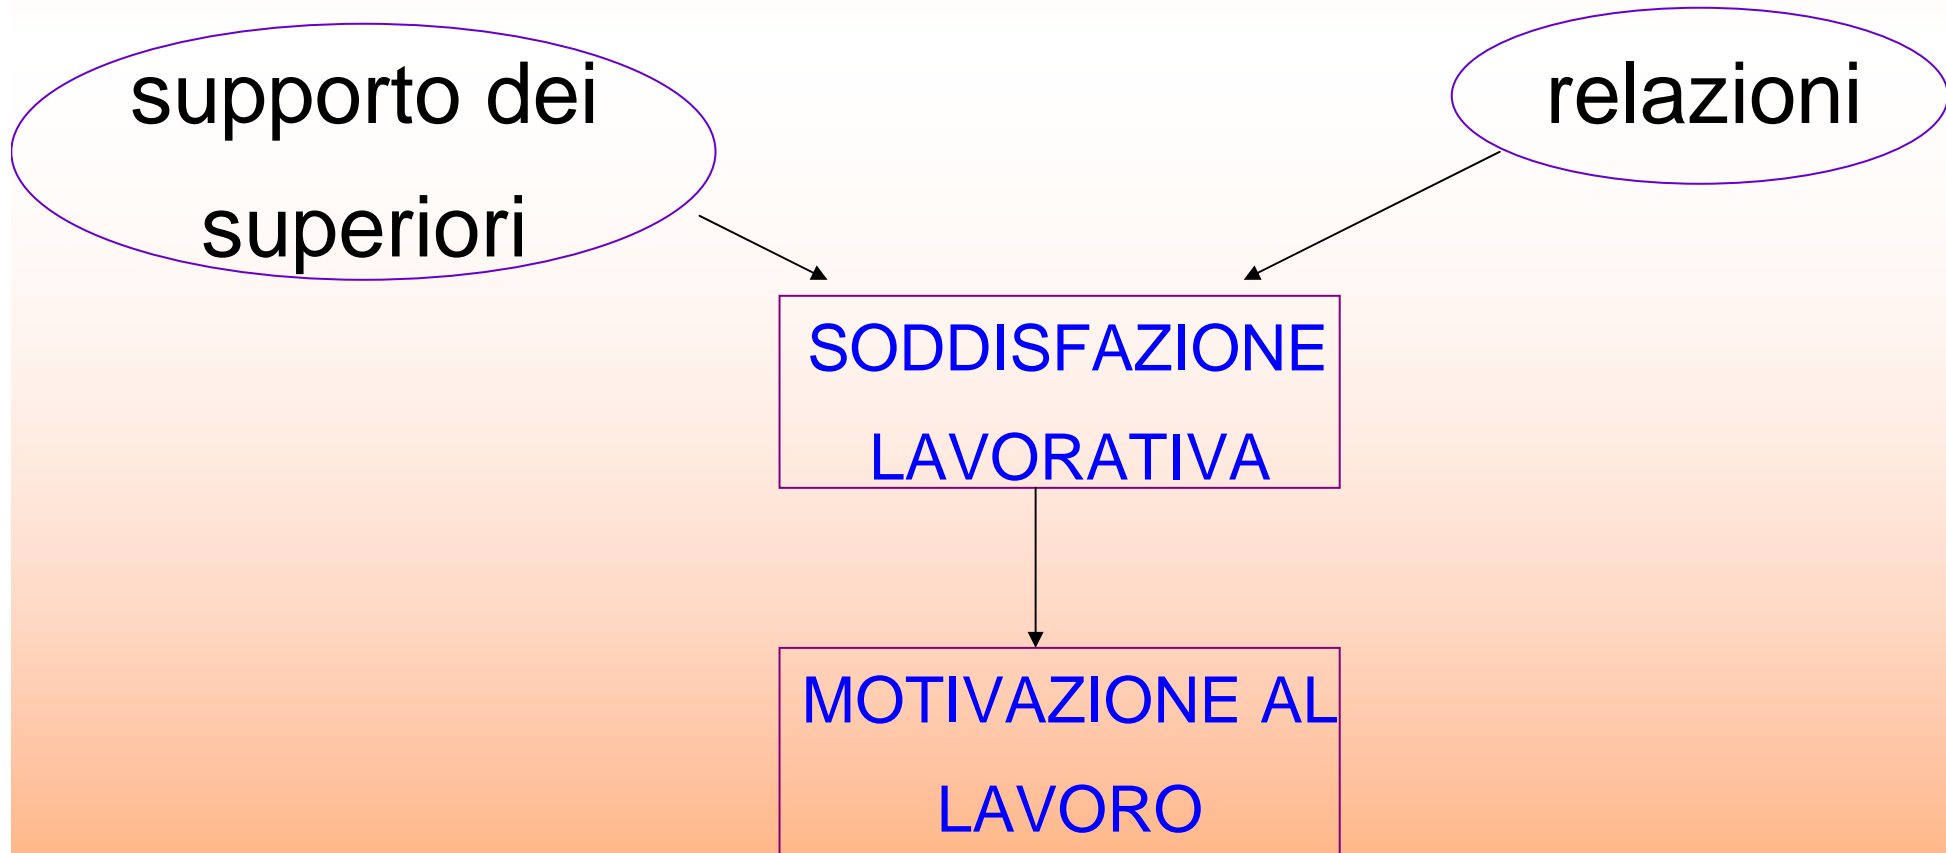 supporto dei
superiori
relazioni
SODDISFAZIONE
LAVORATIVA
MOTIVAZIONE AL
LAVORO